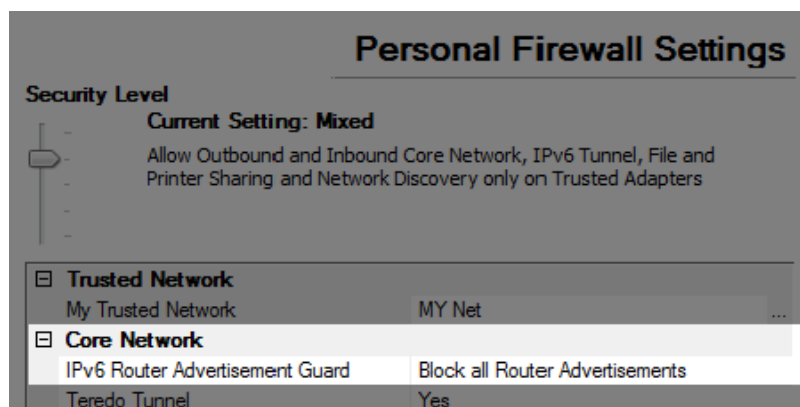 Personal Firewall Settings
Security Level
Current Setting: Mixed
Allow Outbound and Inbound Core Network, IPv6 Tunnel, File and
Printer Sharing and Network Discovery only on Trusted Adapters
Trusted Network
My Trusted Network MY Net ...
Core Network
IPv6 Router Advertisement Guard Block all Router Advertisements
Teredo Tunnel Yes